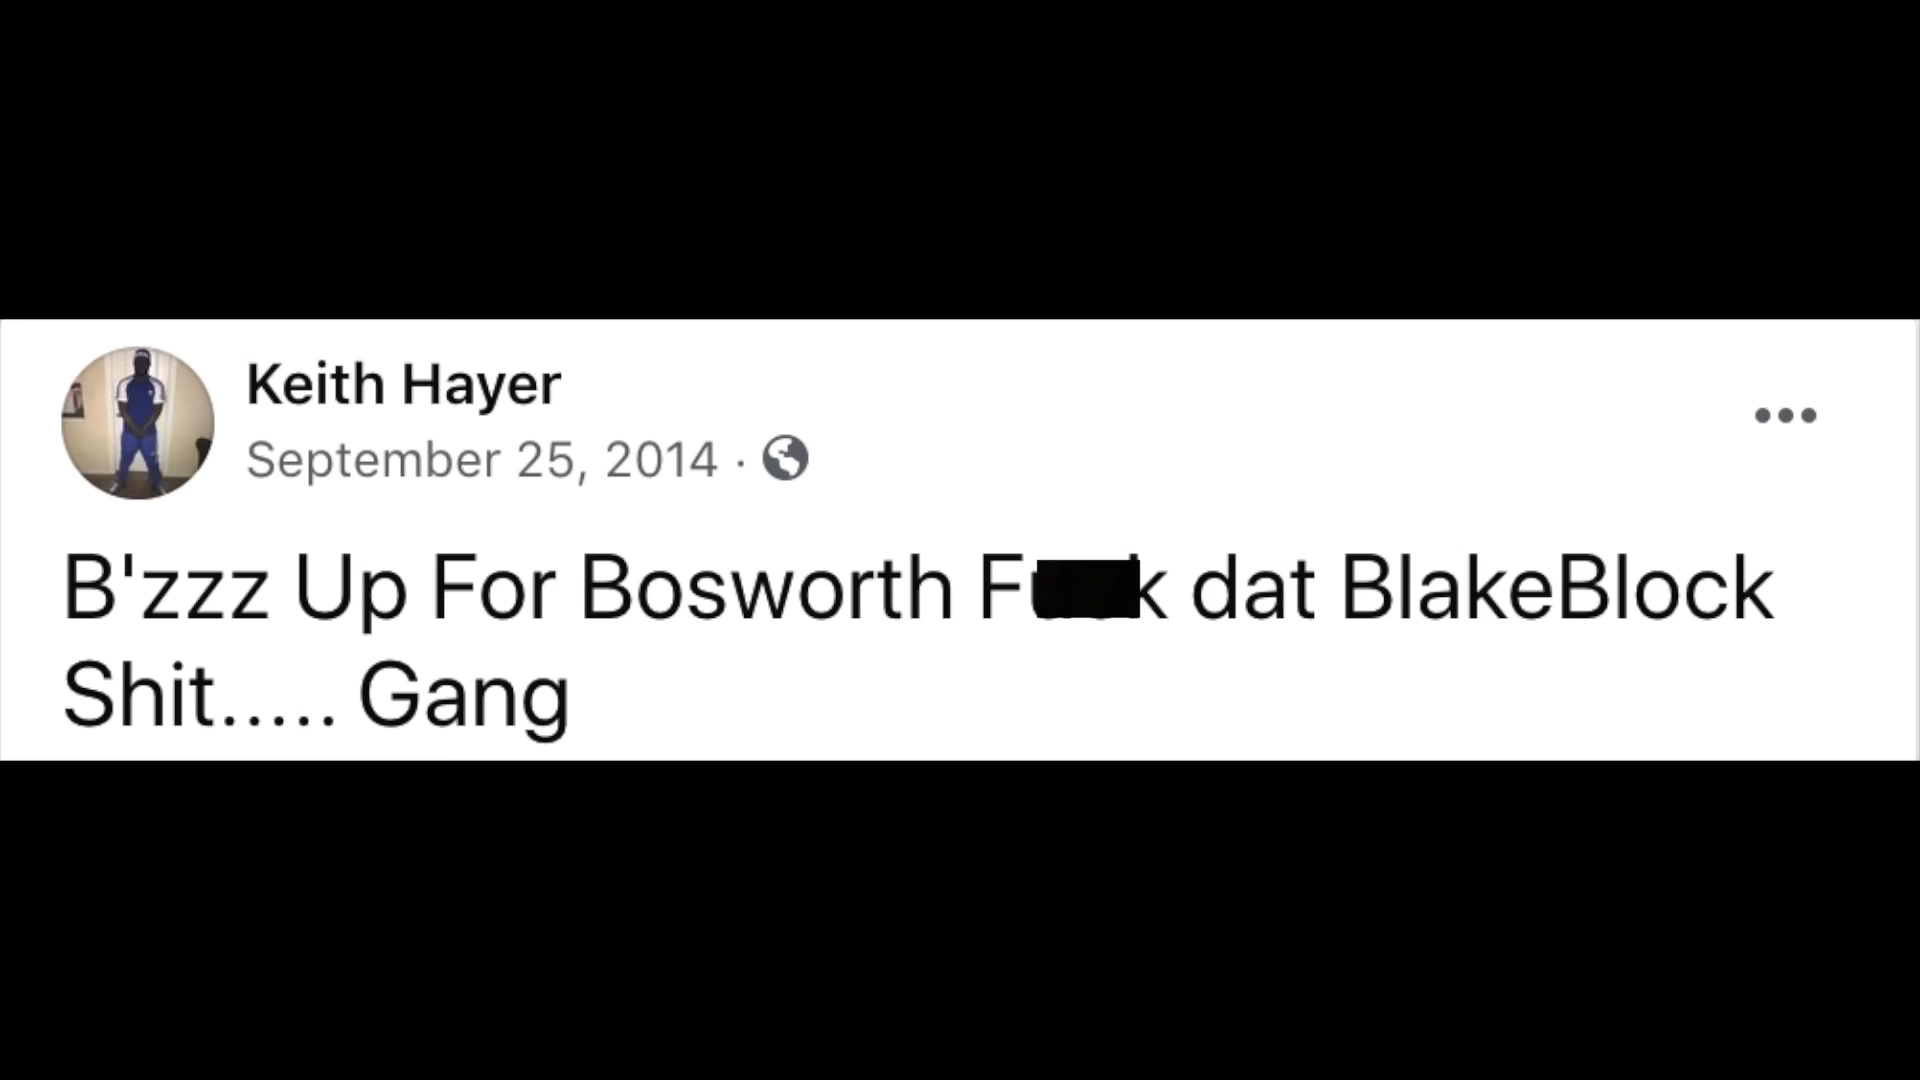 Keith Hayer
September 25, 2014 ·
B'zzz Up For Bosworth F k dat BlakeBlock
Shit..... Gang